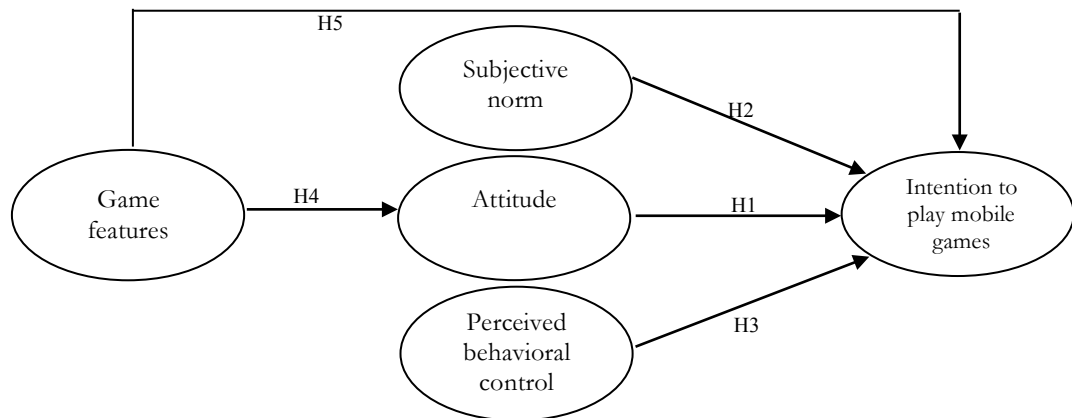 H5
Subjective
norm
H2
Game
features
H4
Attitude
H1
Intention to
play mobile
games
Perceived
behavioral
control
H3